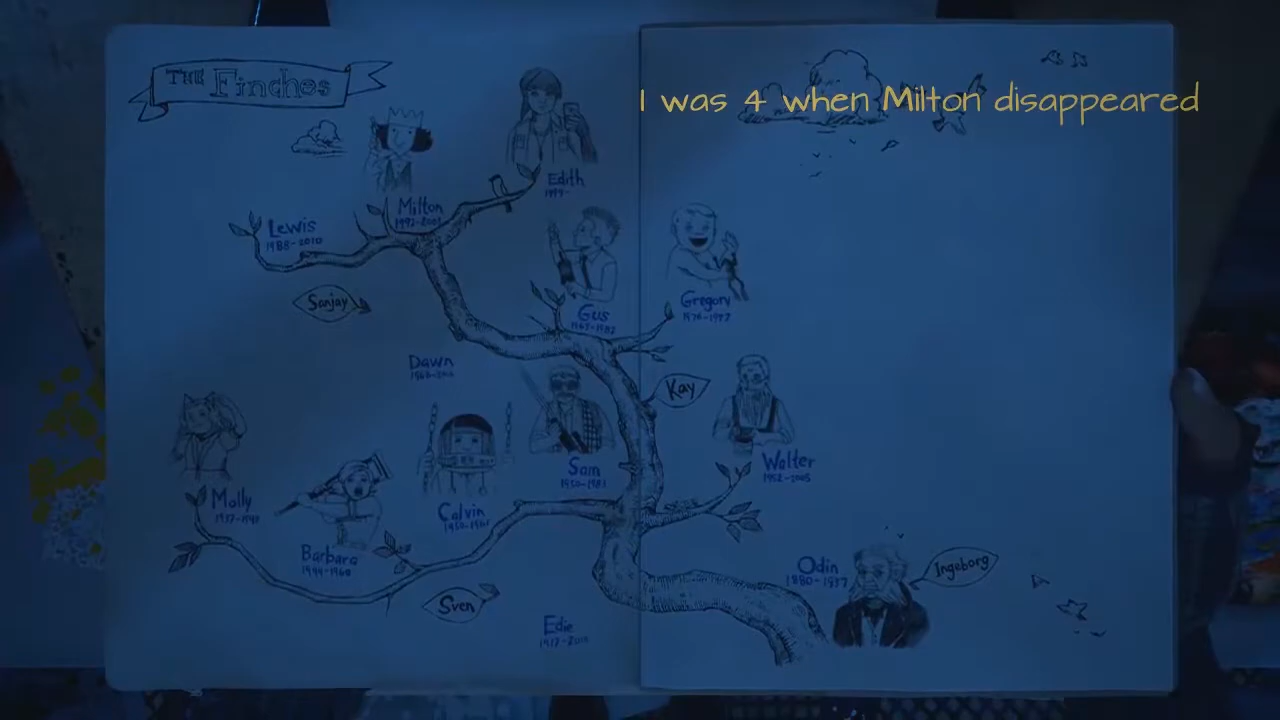 THE Finches
I was 4 when Milton disappeared
Edith
Milton
Lewis
1988-2010
Sanjay
Gus
Gregory
Dawn
Kay
Molly
Barbara
Calvin
Sam
Walter
Sven
Edie
Odin
Ingeborg